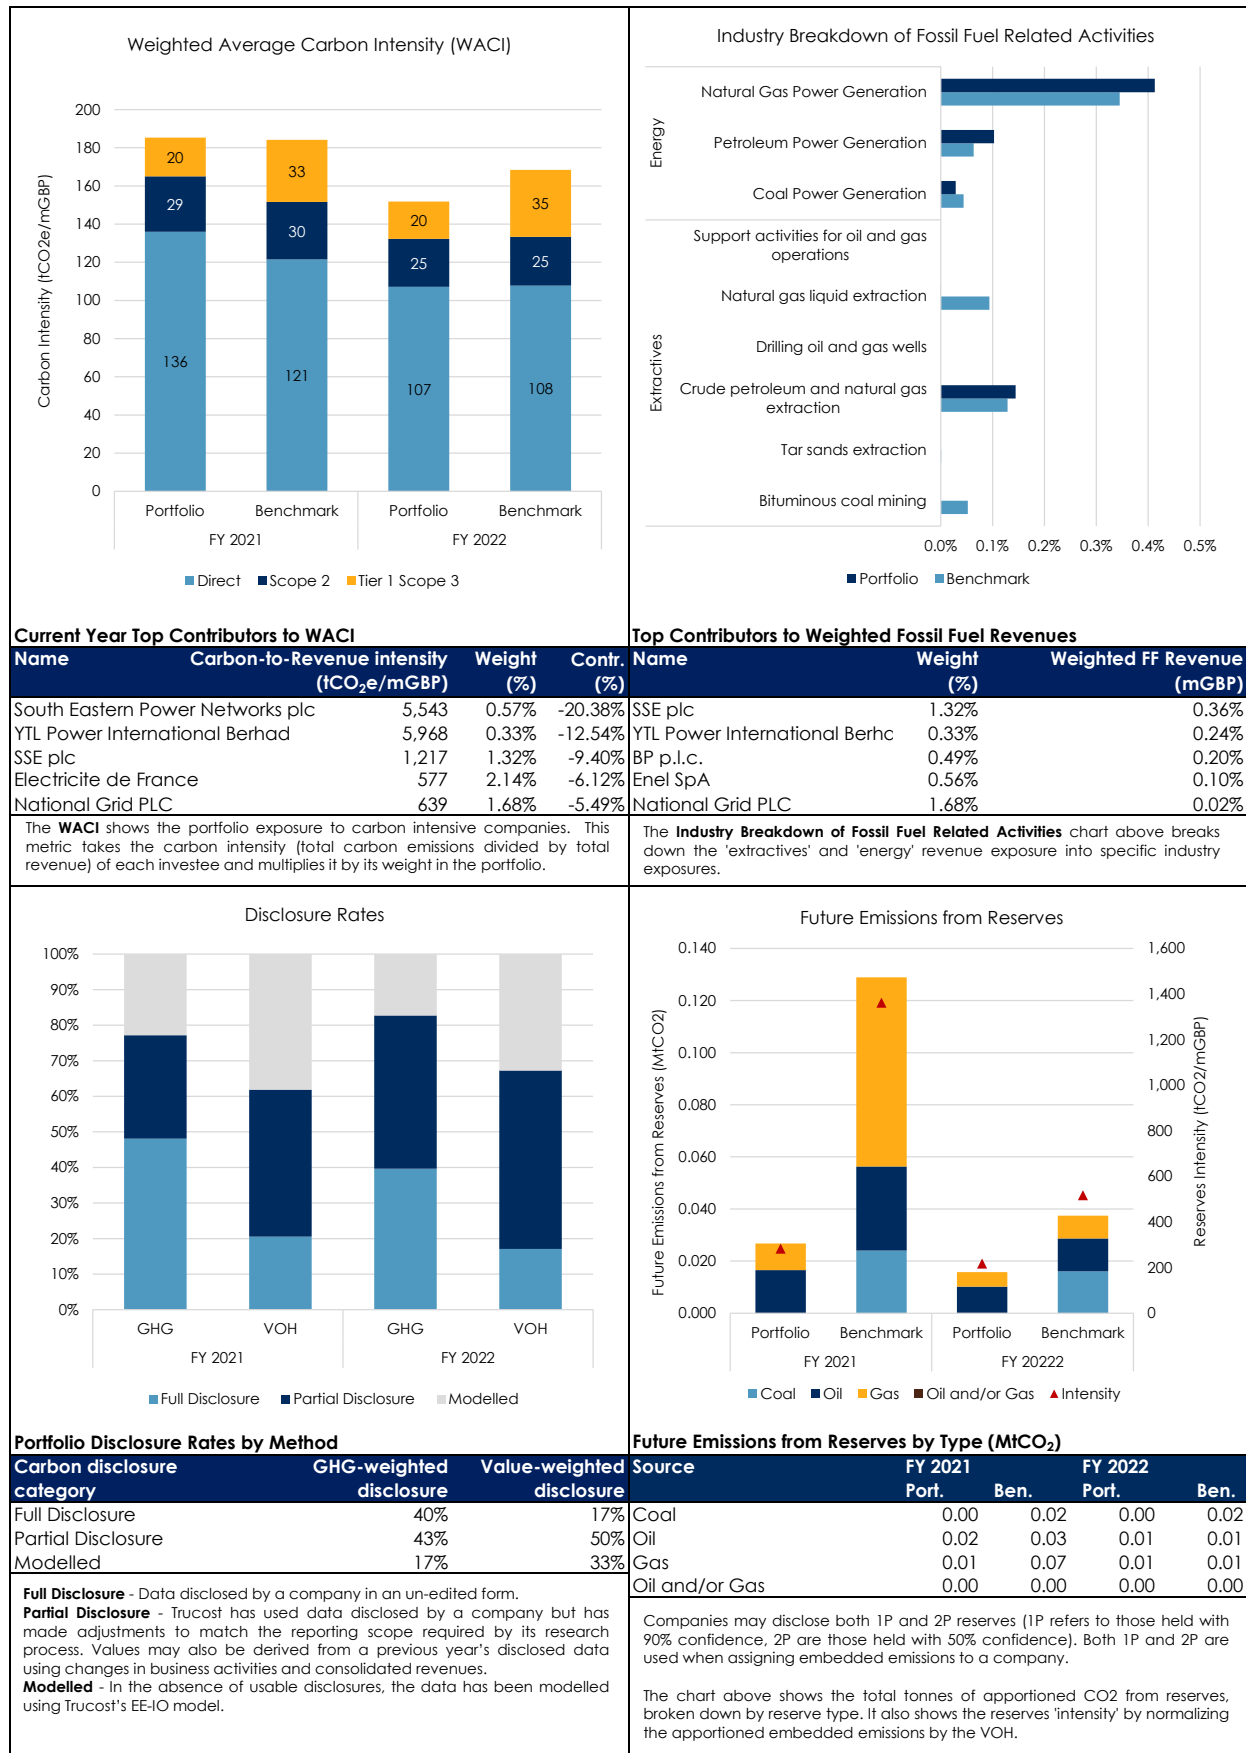 Weighted Average Carbon Intensity (WACI)
Carbon Intensity (tCO2e/mGBP)
200
180
160
140
120
100
80
60
40
20
0
20
29
136
33
30
121
20
25
107
35
25
108
Portfolio
Benchmark
Portfolio
Benchmark
FY 2021
FY 2022
Direct
Scope 2
Tier 1 Scope 3
Industry Breakdown of Fossil Fuel Related Activities
Energy
Natural Gas Power Generation
Petroleum Power Generation
Coal Power Generation
Extractives
Support activities for oil and gas
operations
Natural gas liquid extraction
Drilling oil and gas wells
Crude petroleum and natural gas
extraction
Tar sands extraction
Bituminous coal mining
0.0% 0.1% 0.2% 0.3% 0.4% 0.5%
Portfolio
Benchmark
Current Year Top Contributors to WACI
Name Carbon-to-Revenue intensity Weight Contr.
(tCO2e/mGBP) (%) (%)
South Eastern Power Networks plc 5,543 0.57% -20.38%
YTL Power International Berhad 5,968 0.33% -12.54%
SSE plc 1,217 1.32% -9.40%
Electricite de France 577 2.14% -6.12%
National Grid PLC 639 1.68% -5.49%
The WACI shows the portfolio exposure to carbon intensive companies. This
metric takes the carbon intensity (total carbon emissions divided by total
revenue) of each investee and multiplies it by its weight in the portfolio.
Top Contributors to Weighted Fossil Fuel Revenues
Name Weight Weighted FF Revenue
(%) (mGBP)
SSE plc 1.32% 0.36%
YTL Power International Berhc 0.33% 0.24%
BP p.l.c. 0.49% 0.20%
Enel SpA 0.56% 0.10%
National Grid PLC 1.68% 0.02%
The Industry Breakdown of Fossil Fuel Related Activities chart above breaks
down the 'extractives' and 'energy' revenue exposure into specific industry
exposures.
Disclosure Rates
100%
90%
80%
70%
60%
50%
40%
30%
20%
10%
0%
GHG
VOH
GHG
VOH
FY 2021
FY 2022
Full Disclosure
Partial Disclosure
Modelled
Future Emissions from Reserves
Future Emissions from Reserves (MtCO2)
0.140
0.120
0.100
0.080
0.060
0.040
0.020
0.000
1,600
1,400
1,200
1,000
800
600
400
200
0
Reserves Intensity (tCO2/mGBP)
Portfolio
Benchmark
Portfolio
Benchmark
FY 2021
FY 20222
Coal
Oil
Gas
Oil and/or Gas
Intensity
Portfolio Disclosure Rates by Method
Carbon disclosure GHG-weighted Value-weighted
category disclosure disclosure
Full Disclosure 40% 17%
Partial Disclosure 43% 50%
Modelled 17% 33%
Full Disclosure - Data disclosed by a company in an un-edited form.
Partial Disclosure - Trucost has used data disclosed by a company but has
made adjustments to match the reporting scope required by its research
process. Values may also be derived from a previous year's disclosed data
using changes in business activities and consolidated revenues.
Modelled - In the absence of usable disclosures, the data has been modelled
using Trucost's EE-IO model.
Future Emissions from Reserves by Type (MtCO2)
Source FY 2021 FY 2022
Port. Ben. Port. Ben.
Coal 0.00 0.02 0.00 0.02
Oil 0.02 0.03 0.01 0.01
Gas 0.01 0.07 0.01 0.01
Oil and/or Gas 0.00 0.00 0.00 0.00
Companies may disclose both 1P and 2P reserves (1P refers to those held with
90% confidence, 2P are those held with 50% confidence). Both 1P and 2P are
used when assigning embedded emissions to a company.
The chart above shows the total tonnes of apportioned CO2 from reserves,
broken down by reserve type. It also shows the reserves 'intensity' by normalizing
the apportioned embedded emissions by the VOH.